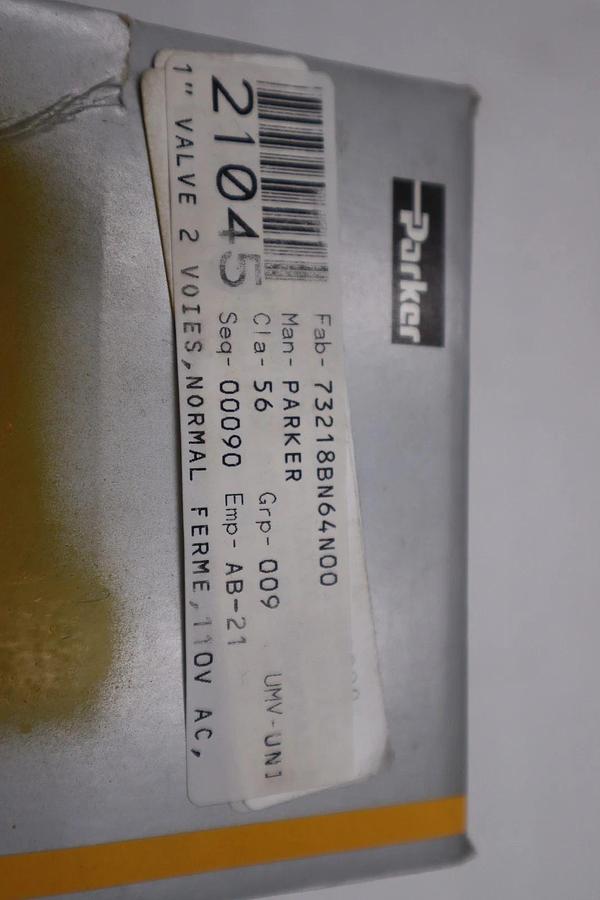 Parker
21045
Fab- 73218BN64N00
Man- PARKER
Cla- 56 Grp- 009 UMV-UNI
Seq- 00090 Emp- AB-21
1" VALVE 2 VOIES,NORMAL FERME,110V AC,